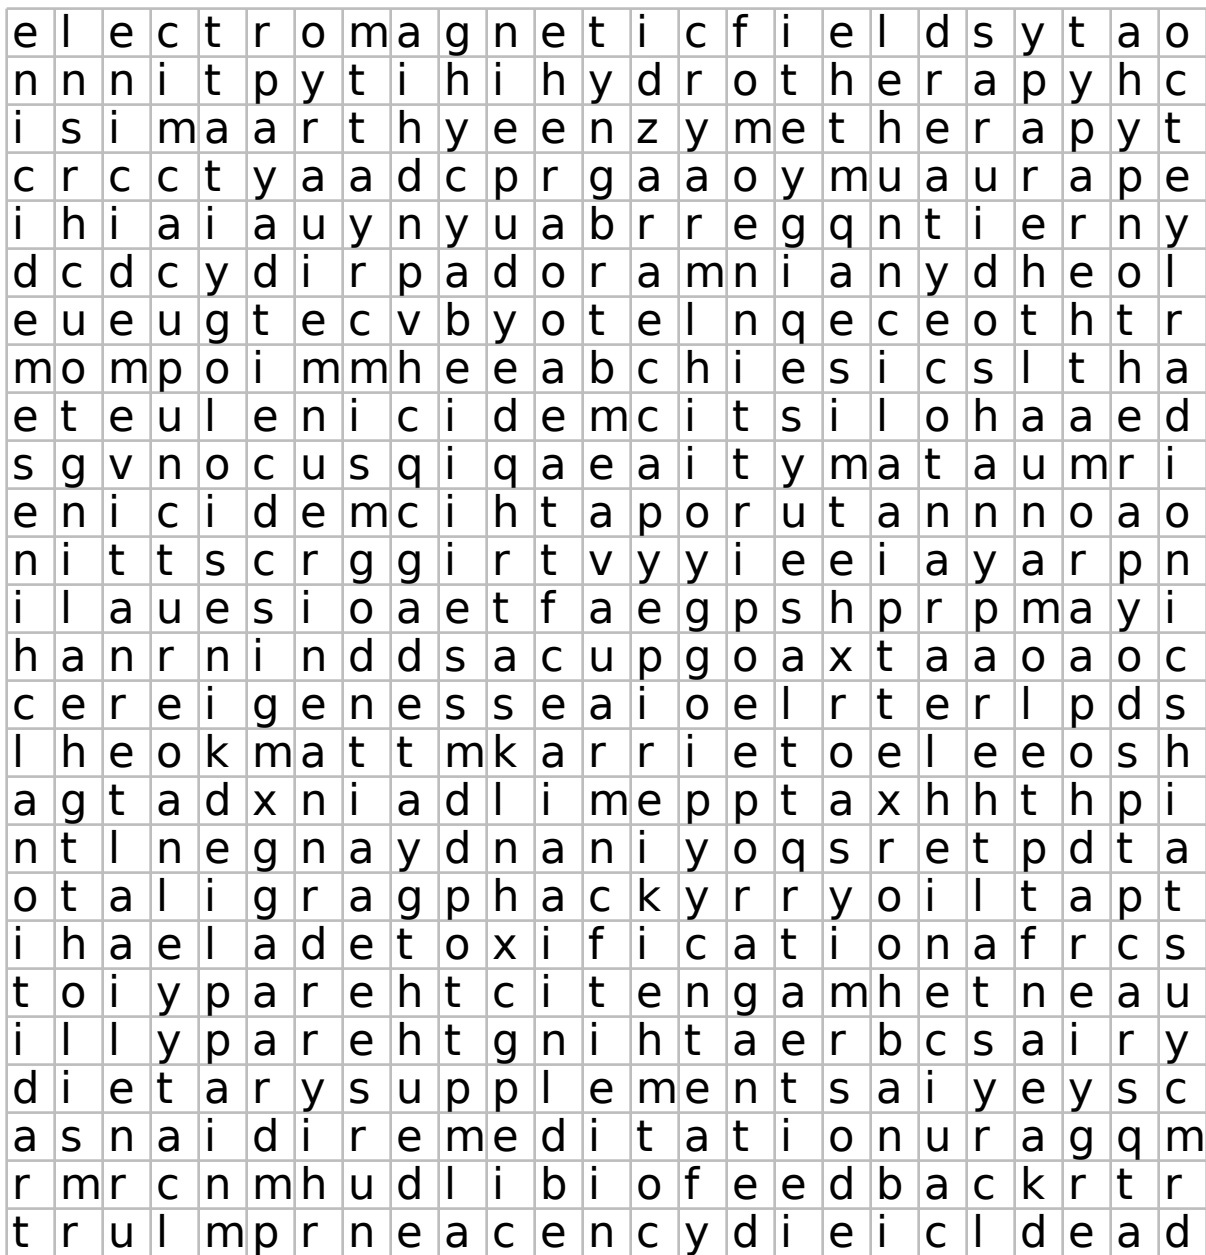 e l e c t r o m a g n e t i c f i e l d s y t a o
n n n i t p y t i h i h y d r o t h e r a p y h c
i s i m a a r t h y e e n z y m e t h e r a p y t
c r c c t y a a d c p r g a a o y m u a u r a p e
i h i a i a u y n y u a b r r e g q n t i e r n y
d c d c y d i r p a d o r a m n i a n y d h e o l
e u e u g t e c v b y o t e l n q e c e o t h t r
m o m p o i m m h e e a b c h i e s i c s l t h a
e t e u l e n i c i d e m c i t s i l o h a a e d
s g v n o c u s q i q a e a i t y m a t a u m r i
e n i c i d e m c i h t a p o r u t a n n n o a o
n i t t s c r g g i r t v y y i e e i a y a r p n
i l a u e s i o a e t f a e g p s h p r p m a y i
h a n r n i n d d s a c u p g o a x t a a o a o c
c e r e i g e n e s s e a i o e l r t e r l p d s
l h e o k m a t t m k a r r i e t o e l e e o s h
a g t a d x n i a d l i m e p p t a x h h t h p i
n t l n e g n a y d n a n i y o q s r e t p d t a
o t a l i g r a g p h a c k y r r y o i l t a p t
i h a e l a d e t o x i f i c a t i o n a f r c s
t o i y p a r e h t c i t e n g a m h e t n e a u
i l l y p a r e h t g n i h t a e r b c s a i r y
d i e t a r y s u p p l e m e n t s a i y e y s c
a s n a i d i r e m e d i t a t i o n u r a g q m
r m r c n m h u d l i b i o f e e d b a c k r t r
t r u l m p r n e a c e n c y d i e i c l d e a d